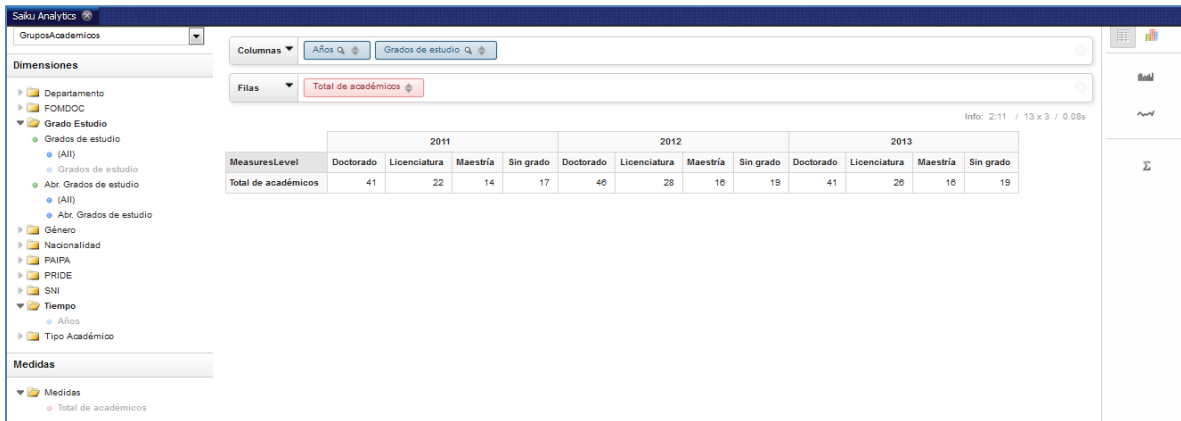 Saiku Analytics
GruposAcademicos
Dimensiones
Departamento
FOMDOC
Grado Estudio
Grados de estudio
(All)
Grados de estudio
Abr. Grados de estudio
(All)
Abr. Grados de estudio
Género
Nacionalidad
PAIPA
PRIDE
SNI
Tiempo
Años
Tipo Académico
Medidas
Medidas
Total de académicos
Columnas Años Grados de estudio
Filas Total de académicos
Info: 2:11 / 13 x 3 / 0.08s
2011 2012 2013
MeasuresLevel Doctorado Licenciatura Maestría Sin grado Doctorado Licenciatura Maestría Sin grado Doctorado Licenciatura Maestría Sin grado
Total de académicos 41 22 14 17 46 28 16 19 41 26 16 19
Σ